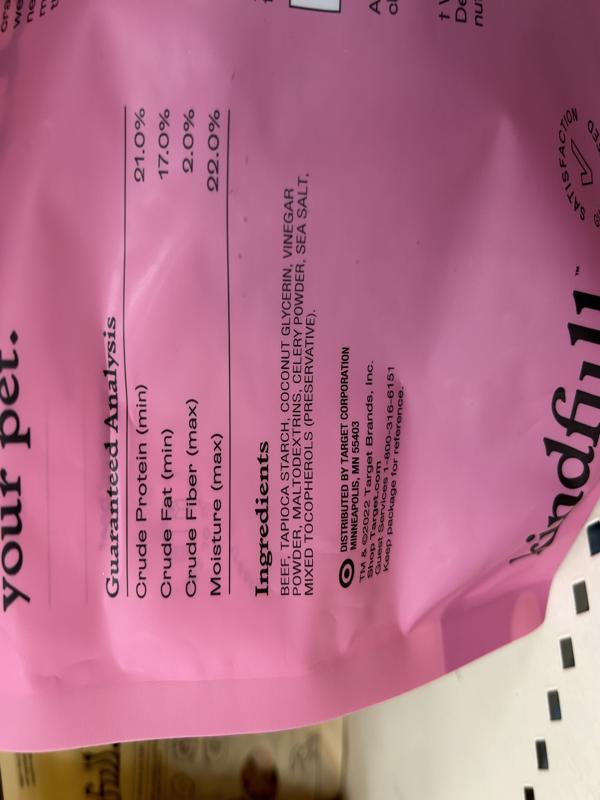 your pet.
Guaranteed Analysis
Crude Protein (min) 21.0%
Crude Fat (min) 17.0%
Crude Fiber (max) 2.0%
Moisture (max) 22.0%
Ingredients
BEEF, TAPIOCA STARCH, COCONUT GLYCERIN, VINEGAR
POWDER, MALTODEXTRINS, CELERY POWDER, SEA SALT,
MIXED TOCOPHEROLS (PRESERVATIVE).
DISTRIBUTED BY TARGET CORPORATION
MINNEAPOLIS, MN 55403
TM & ©2022 Target Brands, Inc.
Shop Target.com
Guest Services 1-800-316-6151
Keep package for reference.
kindfull™
SATISFACTION